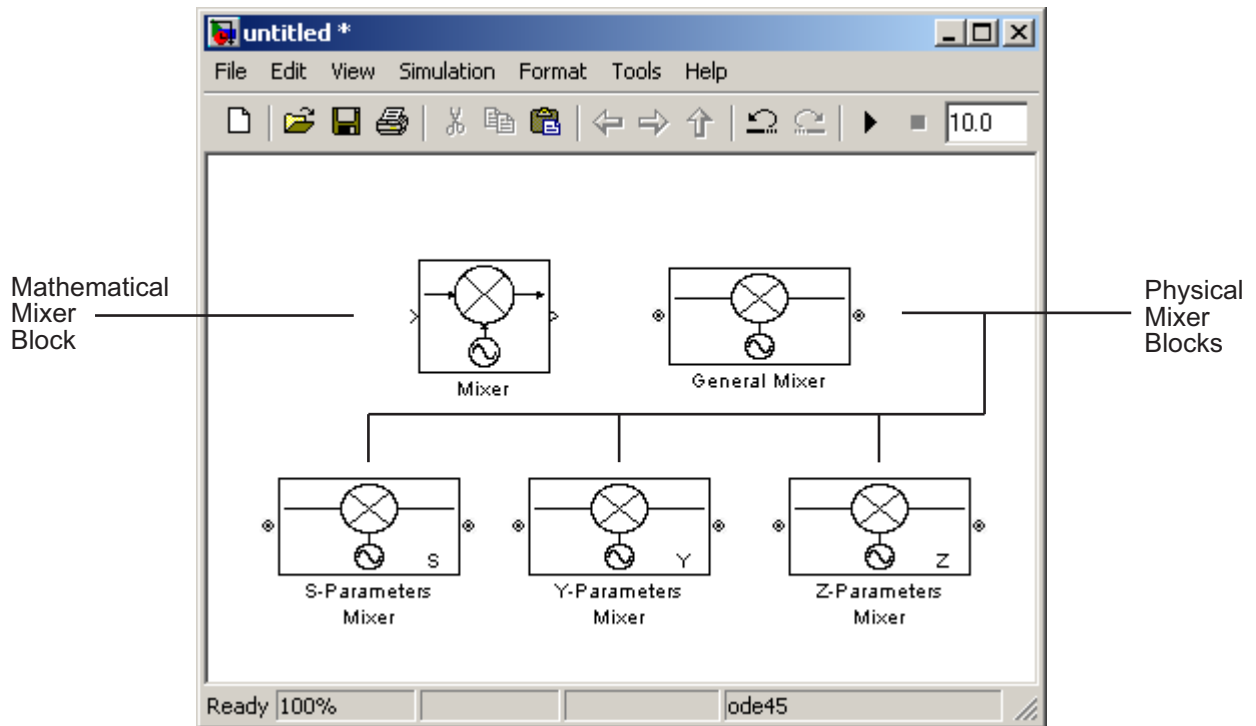 untitled *
File Edit View Simulation Format Tools Help
10.0
Mathematical
Mixer
Block
Physical
Mixer
Blocks
Mixer
General Mixer
S
Y
Z
S-Parameters
Mixer
Y-Parameters
Mixer
Z-Parameters
Mixer
Ready 100% ode45